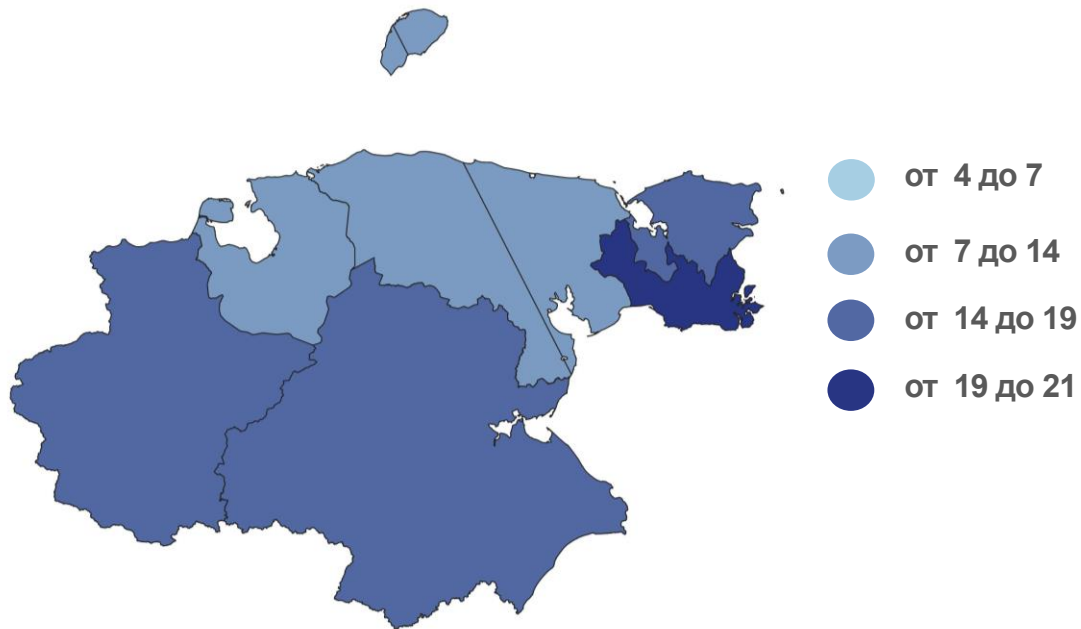 от 4 до 7
от 7 до 14
от 14 до 19
от 19 до 21